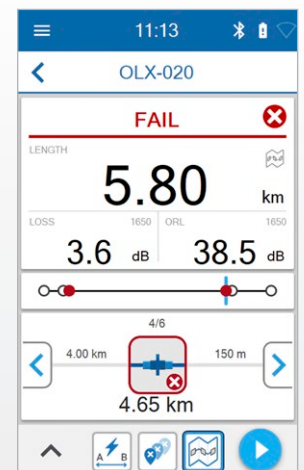 11:13
OLX-020
FAIL
LENGTH
5.80 km
LOSS 1650 ORL 1650
3.6 dB 38.5 dB
4/6
4.00 km 150 m
4.65 km
A B